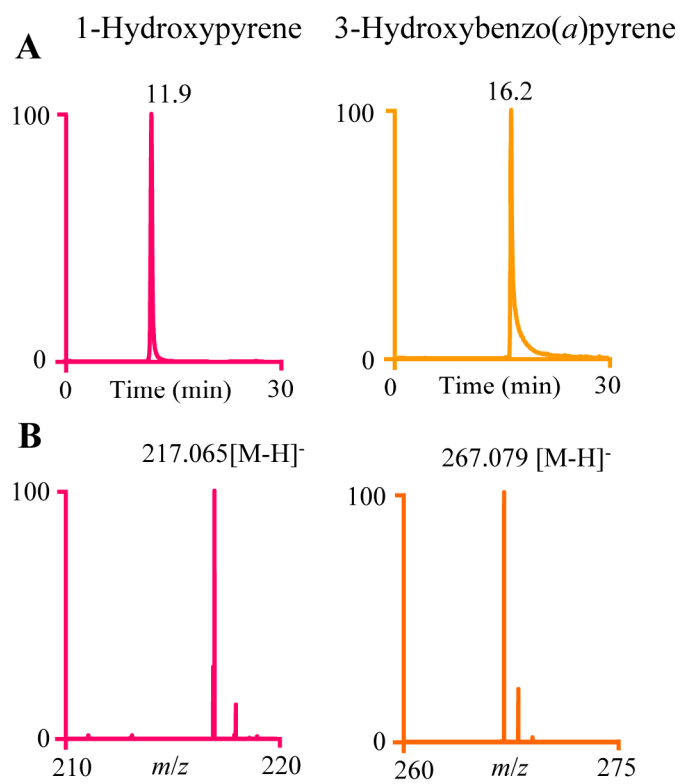 1-Hydroxypyrene 3-Hydroxybenzo(a)pyrene
A
11.9 16.2
100 100
0 0
0 Time (min) 30 0 Time (min) 30
B
217.065[M-H]- 267.079 [M-H]-
100 100
0 0
210 m/z 220 260 m/z 275